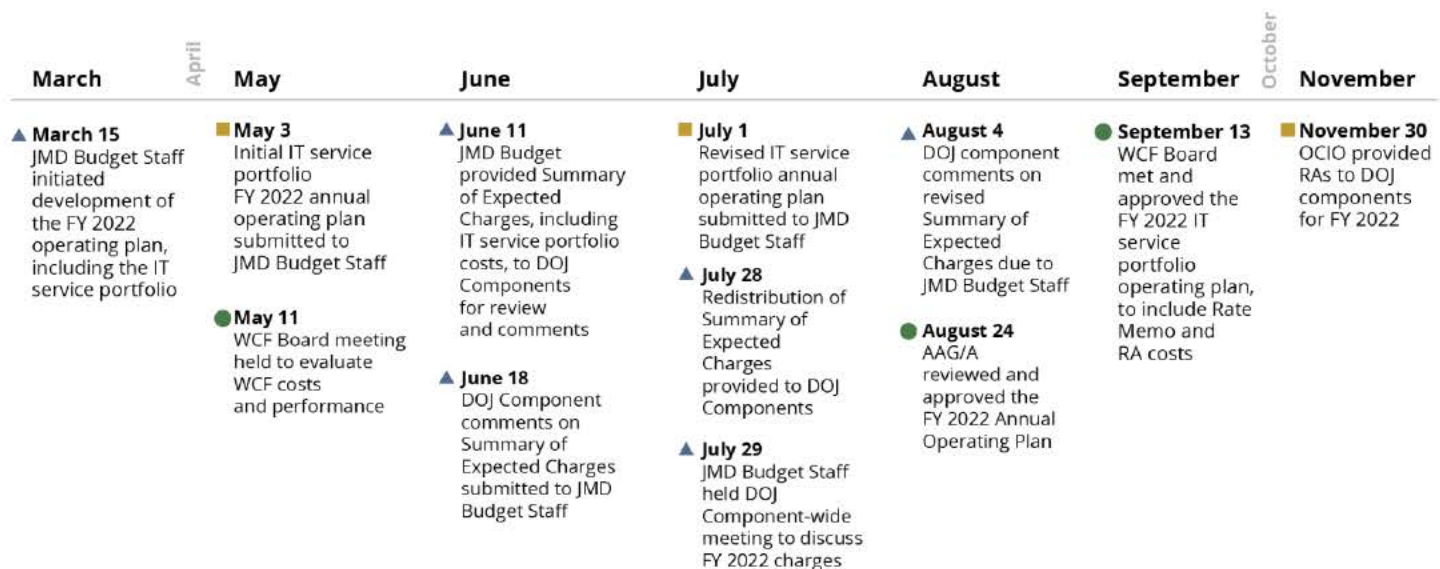 March
April
May
June
July
August
September
October
November
March 15
JMD Budget Staff
initiated
development of
the FY 2022
operating plan,
including the IT
service portfolio
May 3
Initial IT service
portfolio
FY 2022 annual
operating plan
submitted to
JMD Budget Staff
May 11
WCF Board meeting
held to evaluate
WCF costs
and performance
June 11
JMD Budget
provided Summary
of Expected
Charges, including
IT service portfolio
costs, to DOJ
Components
for review
and comments
June 18
DOJ Component
comments on
Summary of
Expected Charges
submitted to JMD
Budget Staff
July 1
Revised IT service
portfolio annual
operating plan
submitted to JMD
Budget Staff
July 28
Redistribution of
Summary of
Expected
Charges
provided to DOJ
Components
July 29
JMD Budget Staff
held DOJ
Component-wide
meeting to discuss
FY 2022 charges
August 4
DOJ component
comments on
revised
Summary of
Expected
Charges due to
JMD Budget Staff
August 24
AAG/A
reviewed and
approved the
FY 2022 Annual
Operating Plan
September 13
WCF Board
met and
approved the
FY 2022 IT
service
portfolio
operating plan,
to include Rate
Memo and
RA costs
November 30
OCIO provided
RAs to DOJ
components
for FY 2022